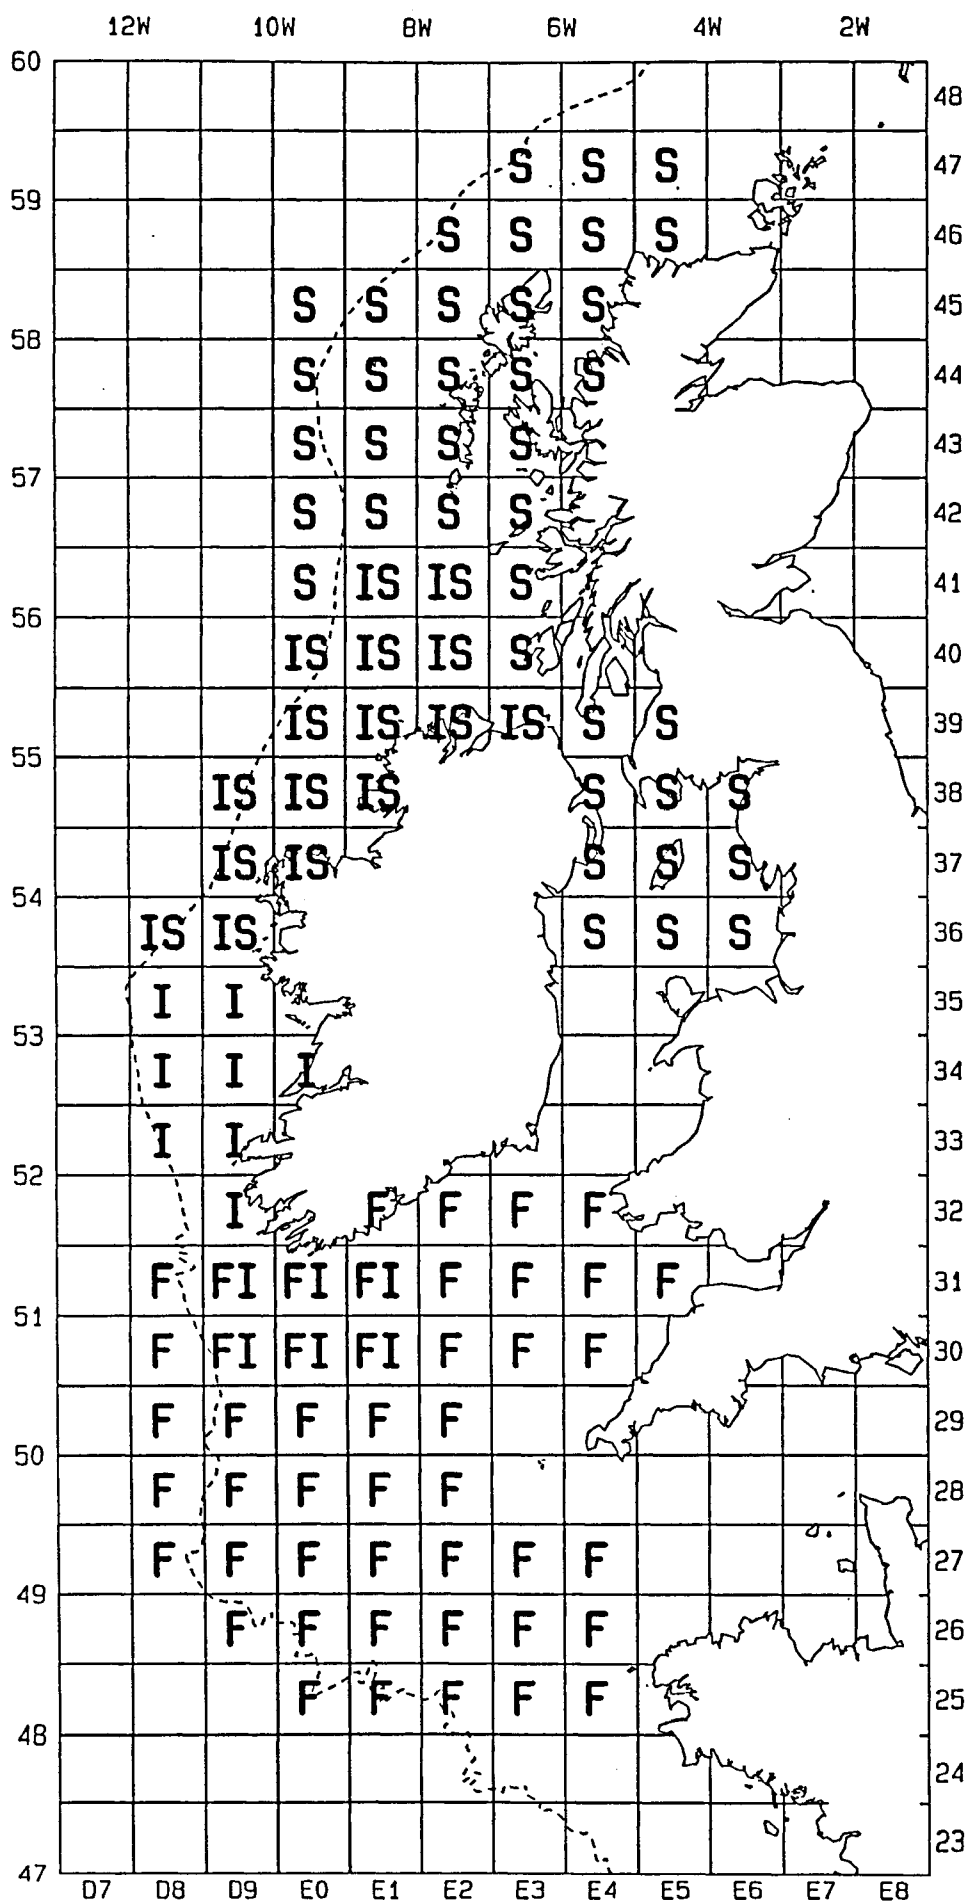 12W 10W 8W 6W 4W 2W
60
48
S S S 47
59
S S S S 46
S S S S S 45
58
S S S S S 44
S S S S 43
57
S S S S 42
S IS IS S 41
56
IS IS IS S 40
IS IS IS IS S S 39
55
IS IS IS S S S 38
IS IS S S S 37
54
IS IS S S S 36
I I 35
53
I I I 34
I I 33
52
I F F F F 32
F FI FI FI F F F F 31
51
F FI FI FI F F F 30
F F F F F 29
50
F F F F F 28
F F F F F F F 27
49
F F F F F F 26
F F F F F 25
48
24
23
47
D7 D8 D9 E0 E1 E2 E3 E4 E5 E6 E7 E8